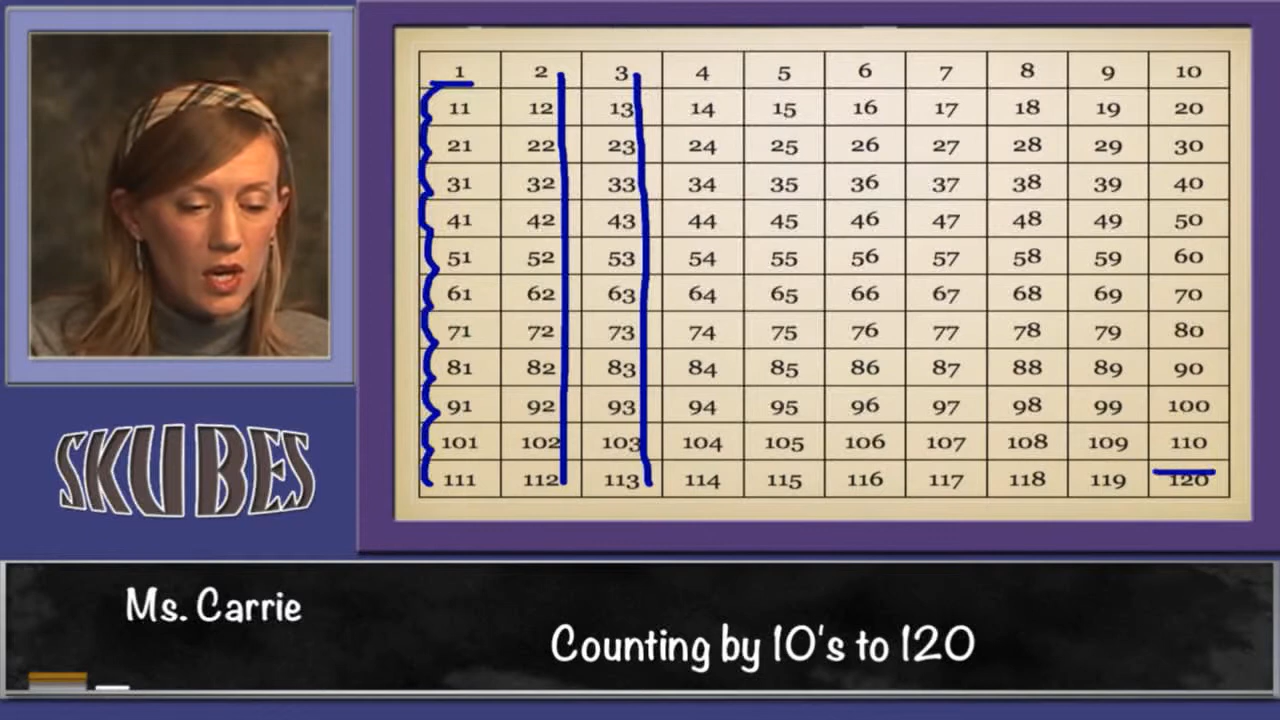 1 2 3 4 5 6 7 8 9 10
11 12 13 14 15 16 17 18 19 20
21 22 23 24 25 26 27 28 29 30
31 32 33 34 35 36 37 38 39 40
41 42 43 44 45 46 47 48 49 50
51 52 53 54 55 56 57 58 59 60
61 62 63 64 65 66 67 68 69 70
71 72 73 74 75 76 77 78 79 80
81 82 83 84 85 86 87 88 89 90
91 92 93 94 95 96 97 98 99 100
101 102 103 104 105 106 107 108 109 110
111 112 113 114 115 116 117 118 119 120
SKUBES
Ms. Carrie
Counting by 10's to 120